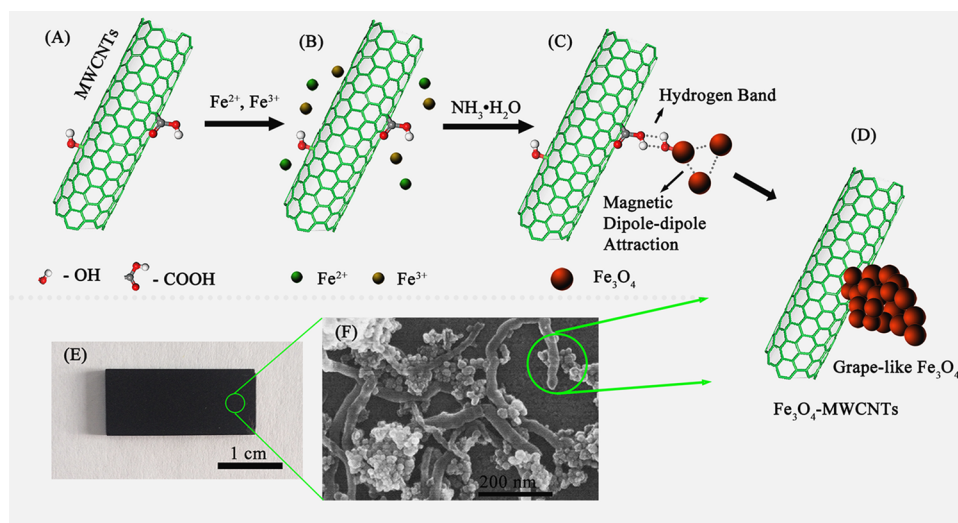 (A)
MWCNTs
Fe²⁺, Fe³⁺
(B)
NH₃•H₂O
(C)
Hydrogen Band
Magnetic
Dipole-dipole
Attraction
(D)
- OH
- COOH
Fe²⁺
Fe³⁺
Fe₃O₄
Grape-like Fe₃O₄
Fe₃O₄-MWCNTs
(E)
1 cm
(F)
200 nm